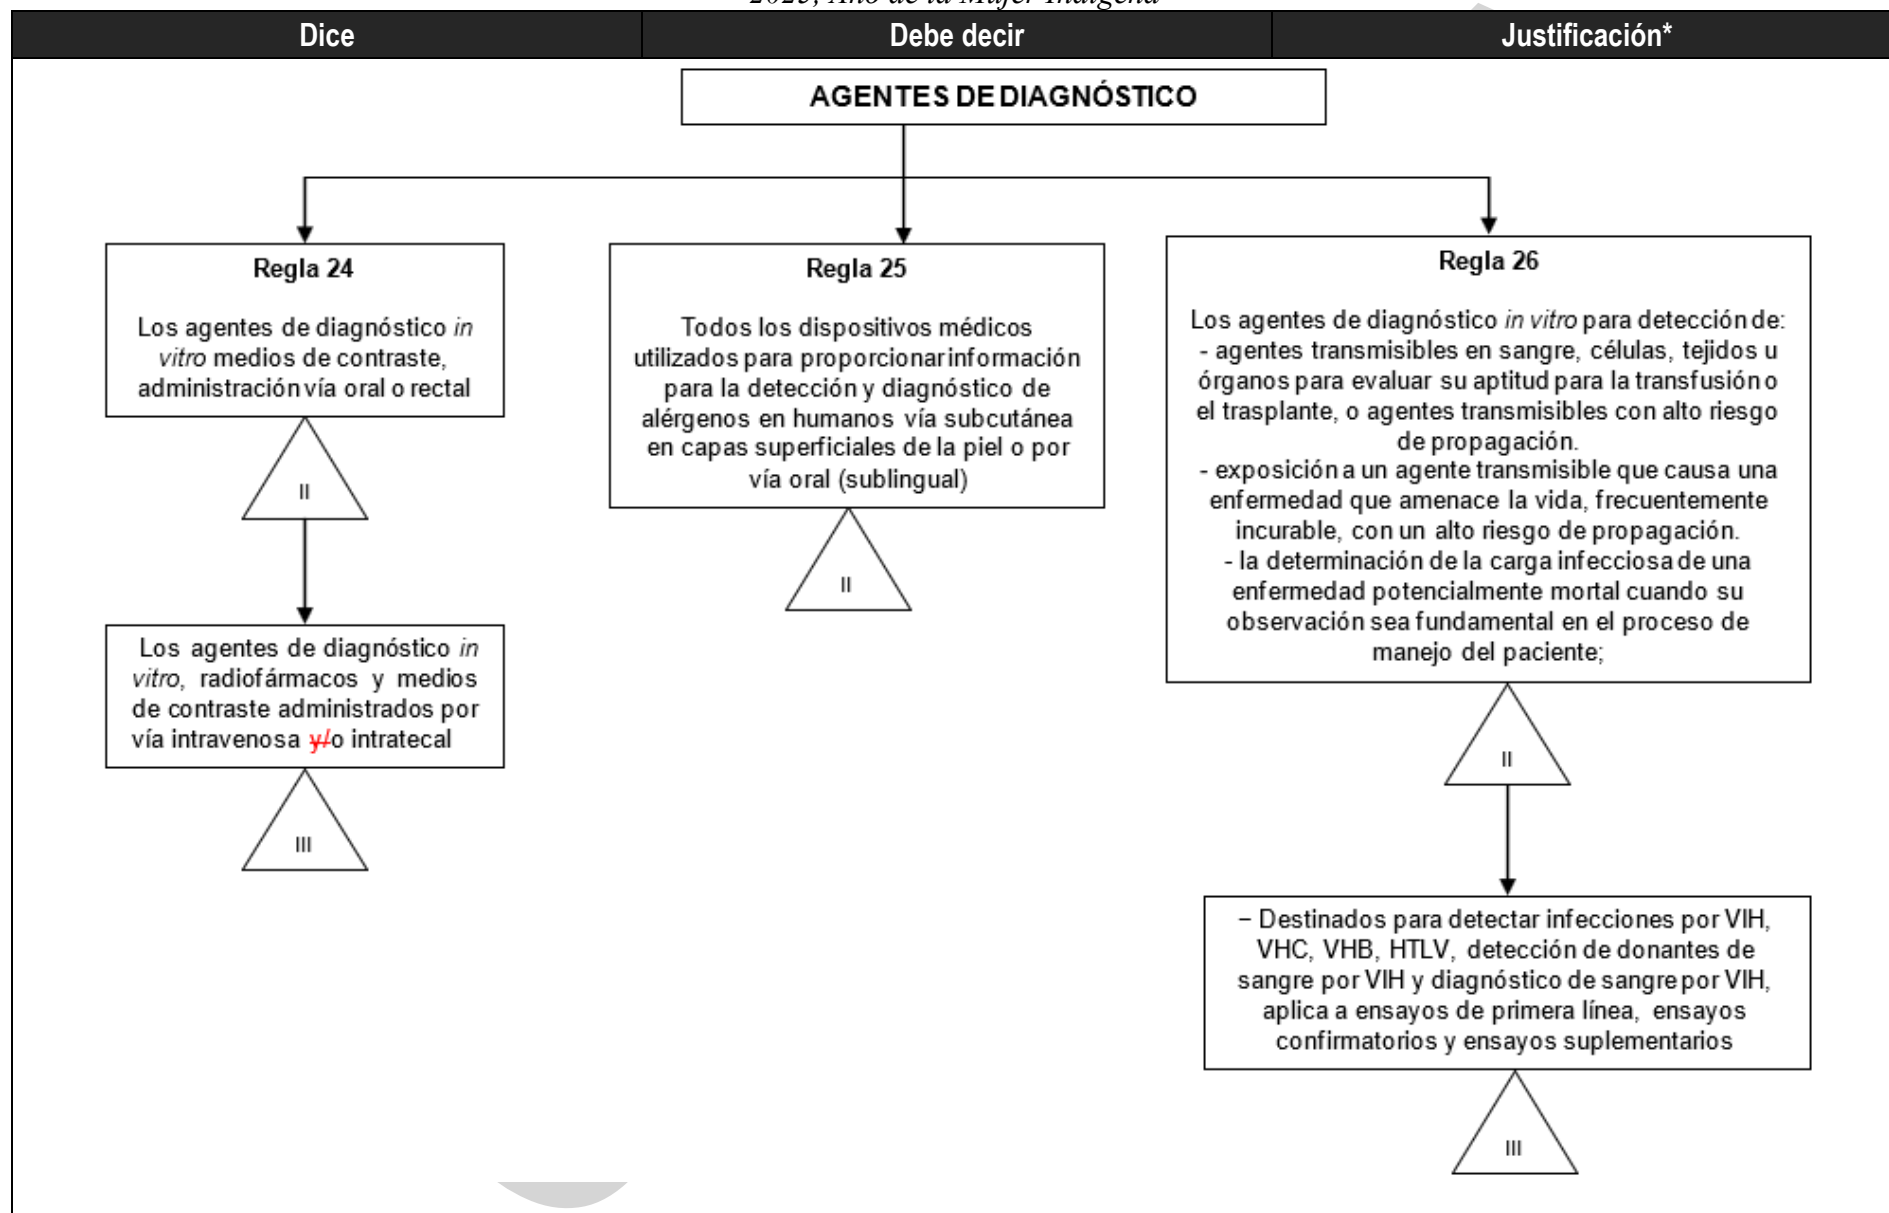 2025, Año de la Mujer Indígena
Dice
Debe decir
Justificación*
AGENTES DE DIAGNÓSTICO
Regla 24
Los agentes de diagnóstico in
vitro medios de contraste,
administración vía oral o rectal
II
Los agentes de diagnóstico in
vitro, radiofármacos y medios
de contraste administrados por
vía intravenosa y/o intratecal
III
Regla 25
Todos los dispositivos médicos
utilizados para proporcionar información
para la detección y diagnóstico de
alérgenos en humanos vía subcutánea
en capas superficiales de la piel o por
vía oral (sublingual)
II
Regla 26
Los agentes de diagnóstico in vitro para detección de:
- agentes transmisibles en sangre, células, tejidos u
órganos para evaluar su aptitud para la transfusión o
el trasplante, o agentes transmisibles con alto riesgo
de propagación.
- exposición a un agente transmisible que causa una
enfermedad que amenace la vida, frecuentemente
incurable, con un alto riesgo de propagación.
- la determinación de la carga infecciosa de una
enfermedad potencialmente mortal cuando su
observación sea fundamental en el proceso de
manejo del paciente;
II
− Destinados para detectar infecciones por VIH,
VHC, VHB, HTLV, detección de donantes de
sangre por VIH y diagnóstico de sangre por VIH,
aplica a ensayos de primera línea, ensayos
confirmatorios y ensayos suplementarios
III